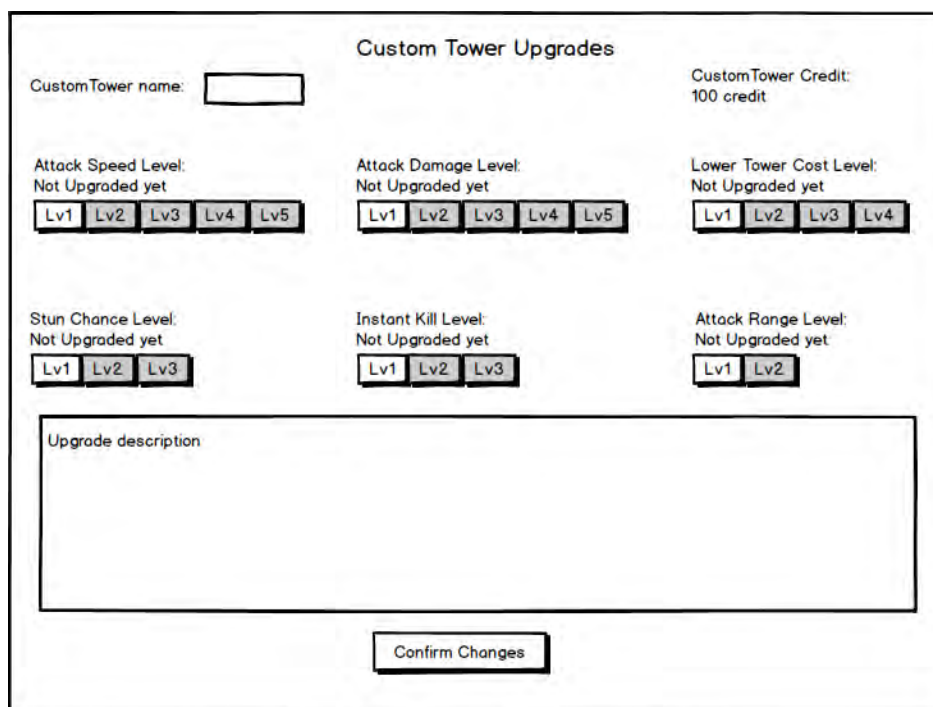 Custom Tower Upgrades
CustomTower name:
CustomTower Credit:
100 credit
Attack Speed Level:
Not Upgraded yet
Lv1 Lv2 Lv3 Lv4 Lv5
Attack Damage Level:
Not Upgraded yet
Lv1 Lv2 Lv3 Lv4 Lv5
Lower Tower Cost Level:
Not Upgraded yet
Lv1 Lv2 Lv3 Lv4
Stun Chance Level:
Not Upgraded yet
Lv1 Lv2 Lv3
Instant Kill Level:
Not Upgraded yet
Lv1 Lv2 Lv3
Attack Range Level:
Not Upgraded yet
Lv1 Lv2
Upgrade description
Confirm Changes